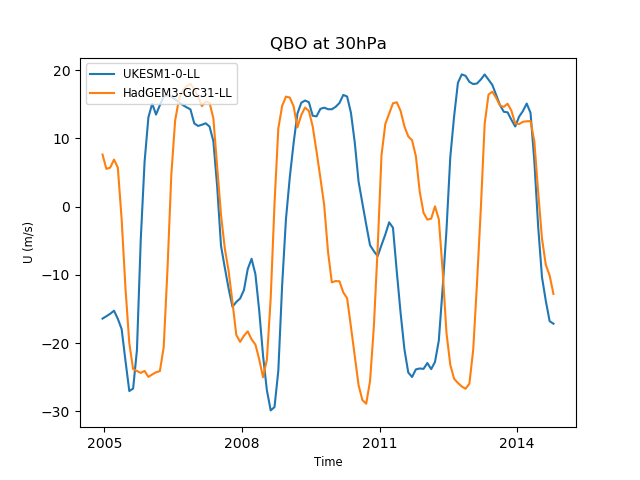 QBO at 30hPa
UKESM1-0-LL
HadGEM3-GC31-LL
20
10
0
−10
−20
−30
U (m/s)
2005 2008 2011 2014
Time